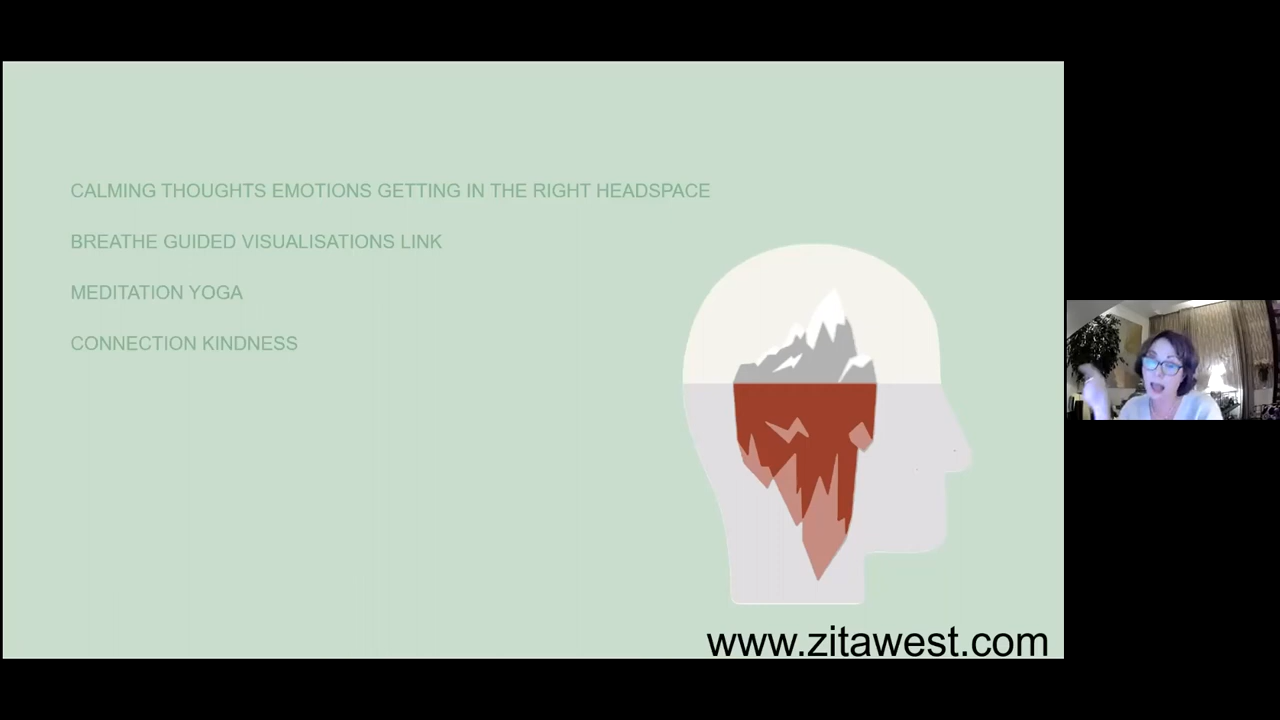 CALMING THOUGHTS EMOTIONS GETTING IN THE RIGHT HEADSPACE
BREATHE GUIDED VISUALISATIONS LINK
MEDITATION YOGA
CONNECTION KINDNESS
www.zitawest.com